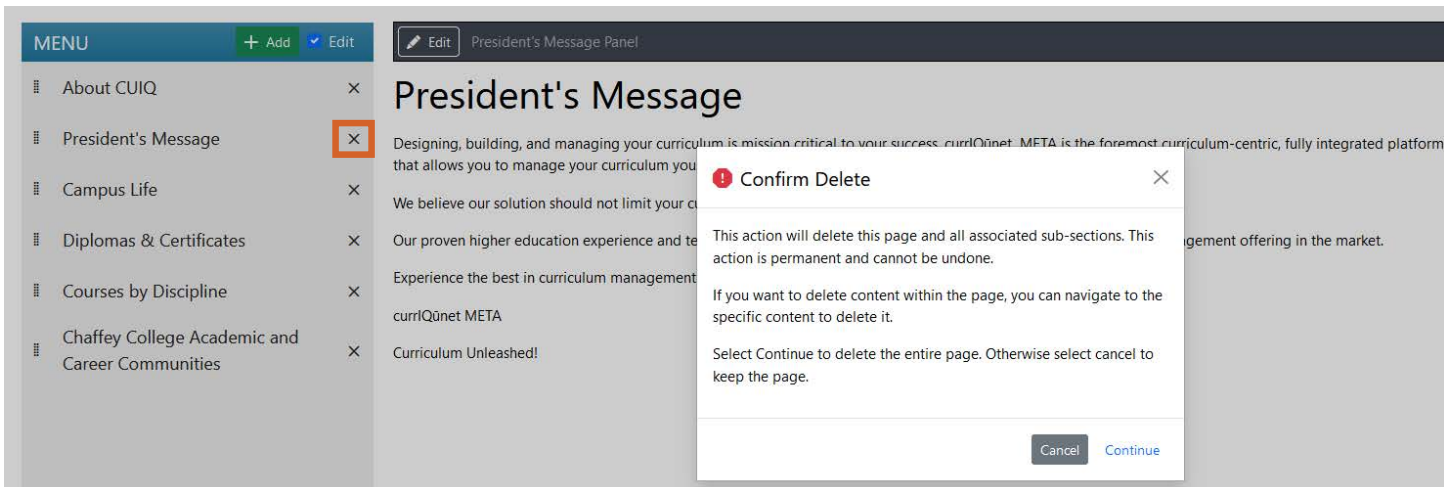 MENU
+ Add
Edit
About CUIQ
President's Message
Campus Life
Diplomas & Certificates
Courses by Discipline
Chaffey College Academic and
Career Communities
Edit
President's Message Panel
President's Message
Designing, building, and managing your curriculum is mission critical to your success. currIQūnet META is the foremost curriculum-centric, fully integrated platform
that allows you to manage your curriculum you
We believe our solution should not limit your
Our proven higher education experience and
gement offering in the market.
Experience the best in curriculum management
currIQūnet META
Curriculum Unleashed!
Confirm Delete
This action will delete this page and all associated sub-sections. This
action is permanent and cannot be undone.
If you want to delete content within the page, you can navigate to the
specific content to delete it.
Select Continue to delete the entire page. Otherwise select cancel to
keep the page.
Cancel
Continue